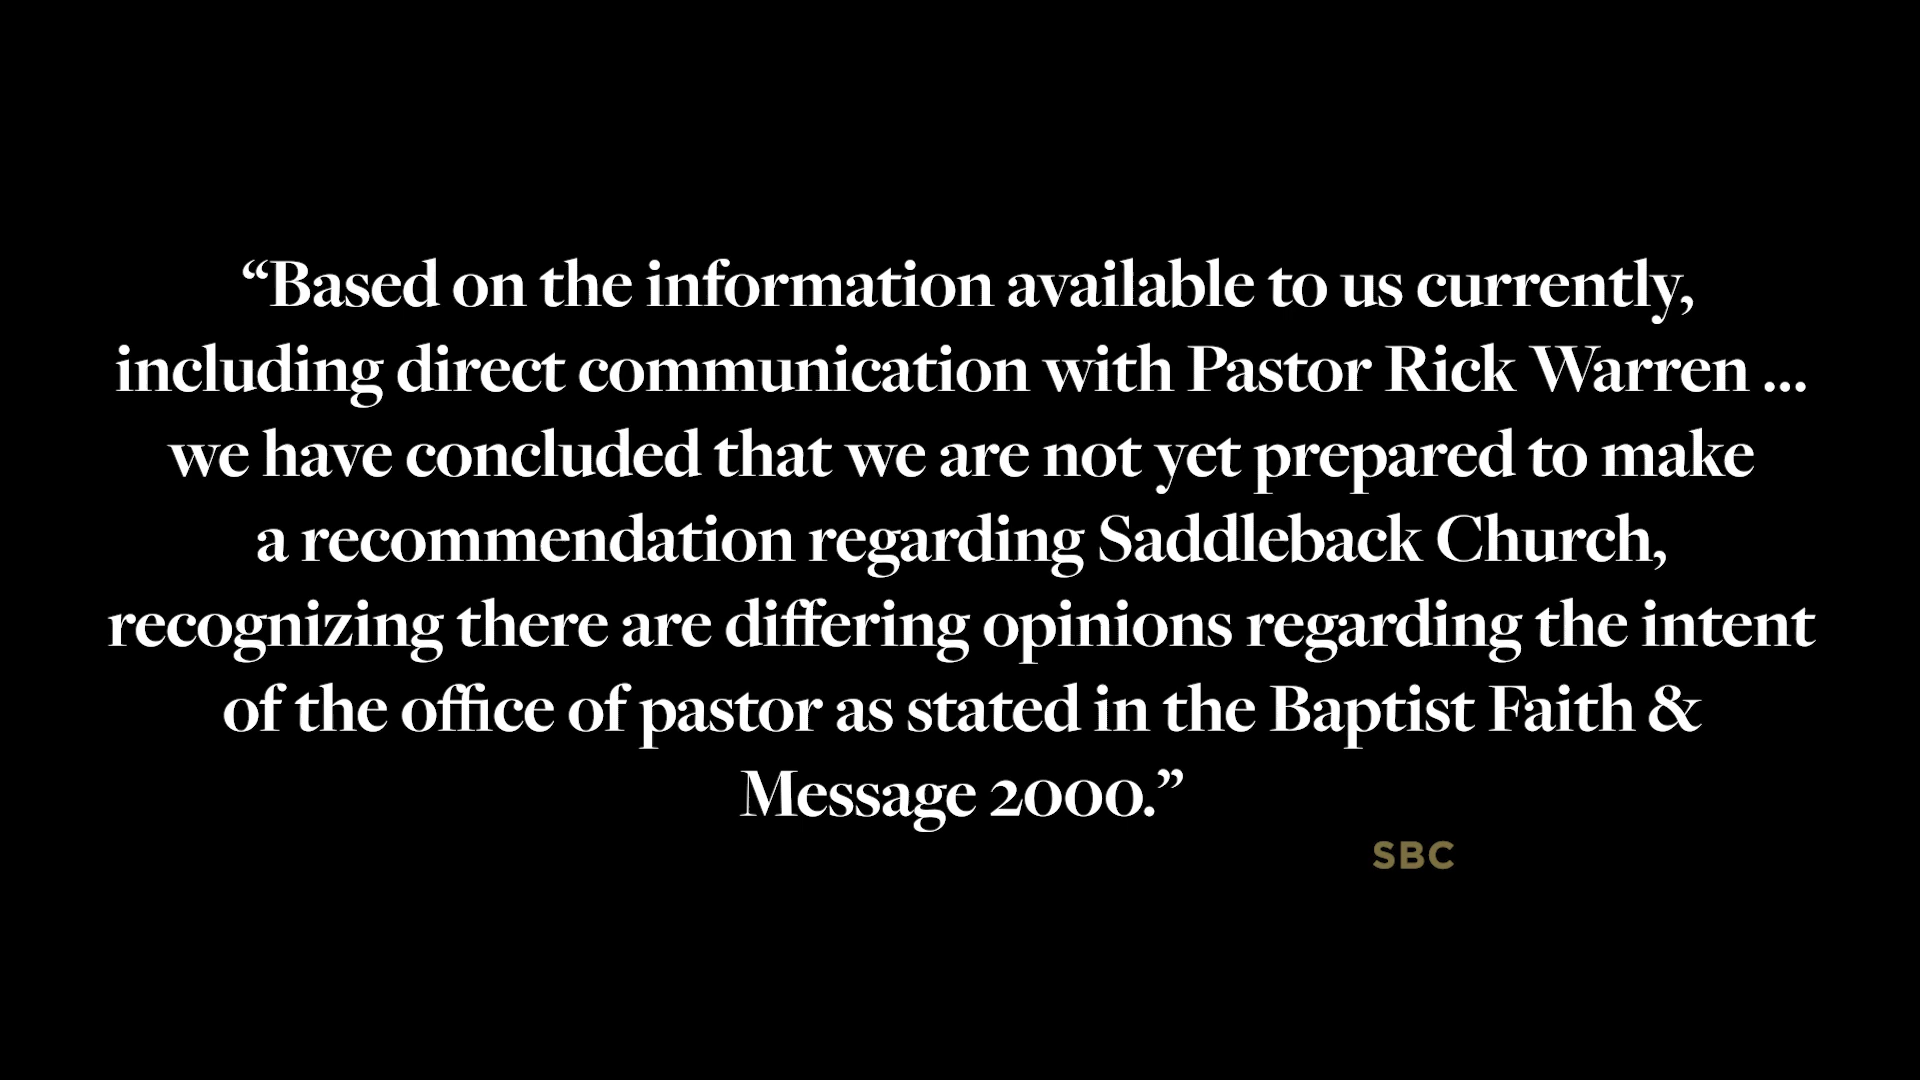 “Based on the information available to us currently,
including direct communication with Pastor Rick Warren ...
we have concluded that we are not yet prepared to make
a recommendation regarding Saddleback Church,
recognizing there are differing opinions regarding the intent
of the office of pastor as stated in the Baptist Faith &
Message 2000.”
SBC